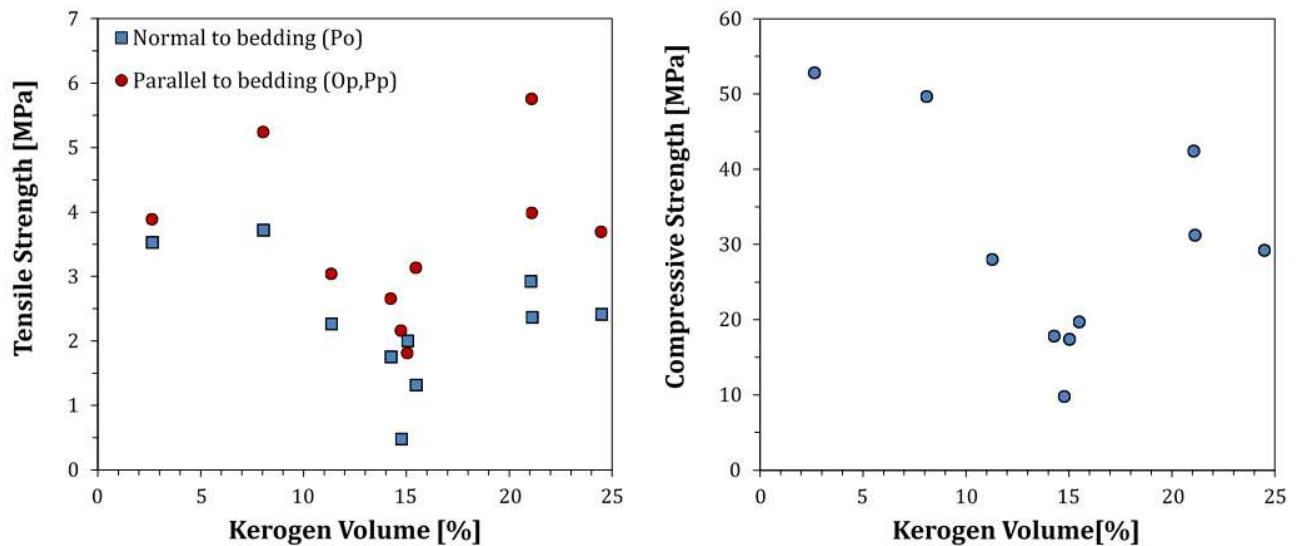 7
6
5
4
3
2
1
0
Tensile Strength [MPa]
Normal to bedding (Po)
Parallel to bedding (Op,Pp)
0 5 10 15 20 25
Kerogen Volume [%]
60
50
40
30
20
10
0
Compressive Strength [MPa]
0 5 10 15 20 25
Kerogen Volume[%]